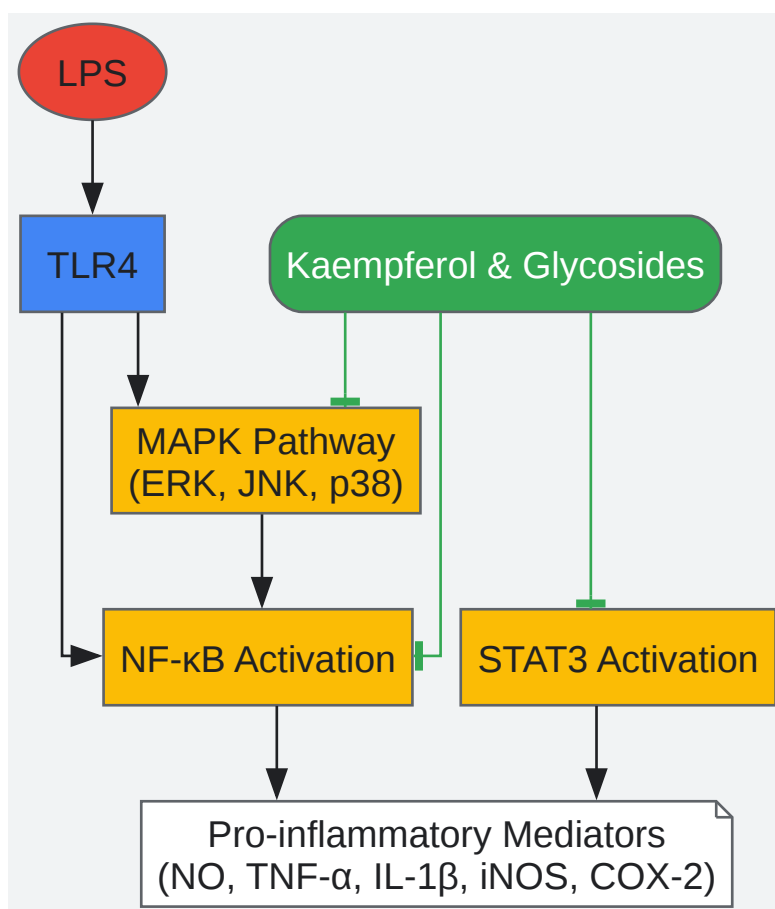 LPS
TLR4
Kaempferol & Glycosides
MAPK Pathway
(ERK, JNK, p38)
NF-κB Activation
STAT3 Activation
Pro-inflammatory Mediators
(NO, TNF-α, IL-1β, iNOS, COX-2)